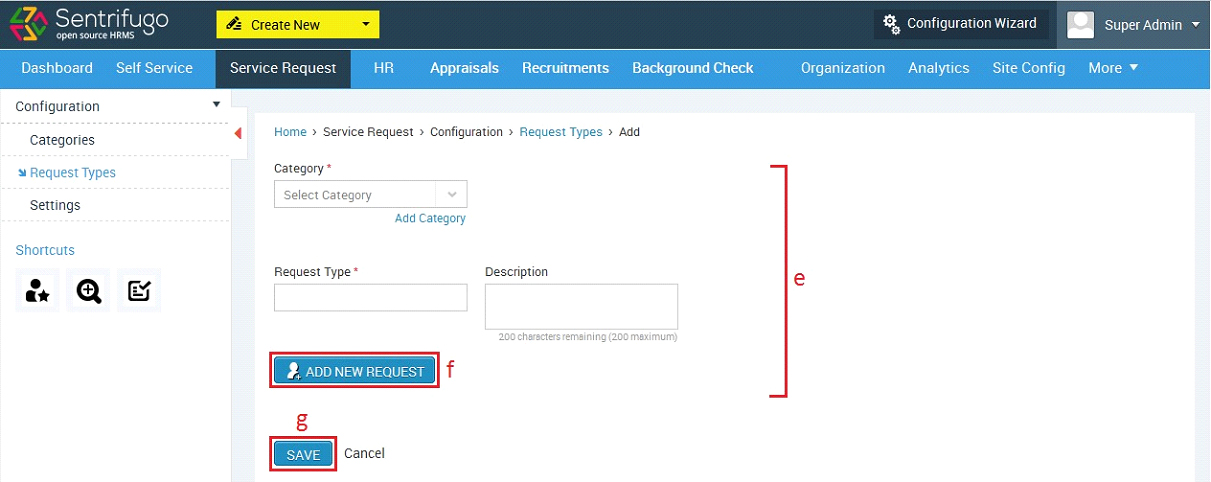 Sentrifugo
open source HRMS
Create New
Configuration Wizard
Super Admin
Dashboard Self Service Service Request HR Appraisals Recruitments Background Check Organization Analytics Site Config More
Configuration
Categories
Request Types
Settings
Shortcuts
Home > Service Request > Configuration > Request Types > Add
Category *
Select Category
Add Category
Request Type *
Description
200 characters remaining (200 maximum)
e
ADD NEW REQUEST
f
g
SAVE
Cancel